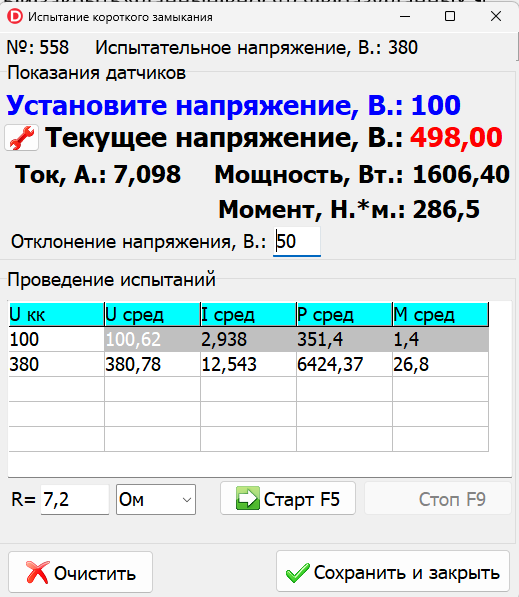 Испытание короткого замыкания
№: 558 Испытательное напряжение, В.: 380
Показания датчиков
Установите напряжение, В.: 100
Текущее напряжение, В.: 498,00
Ток, А.: 7,098 Мощность, Вт.: 1606,40
Момент, Н.*м.: 286,5
Отклонение напряжения, В.: 50
Проведение испытаний
U кк U сред I сред P сред M сред
100 100,62 2,938 351,4 1,4
380 380,78 12,543 6424,37 26,8
R= 7,2 Ом Старт F5 Стоп F9
Очистить Сохранить и закрыть